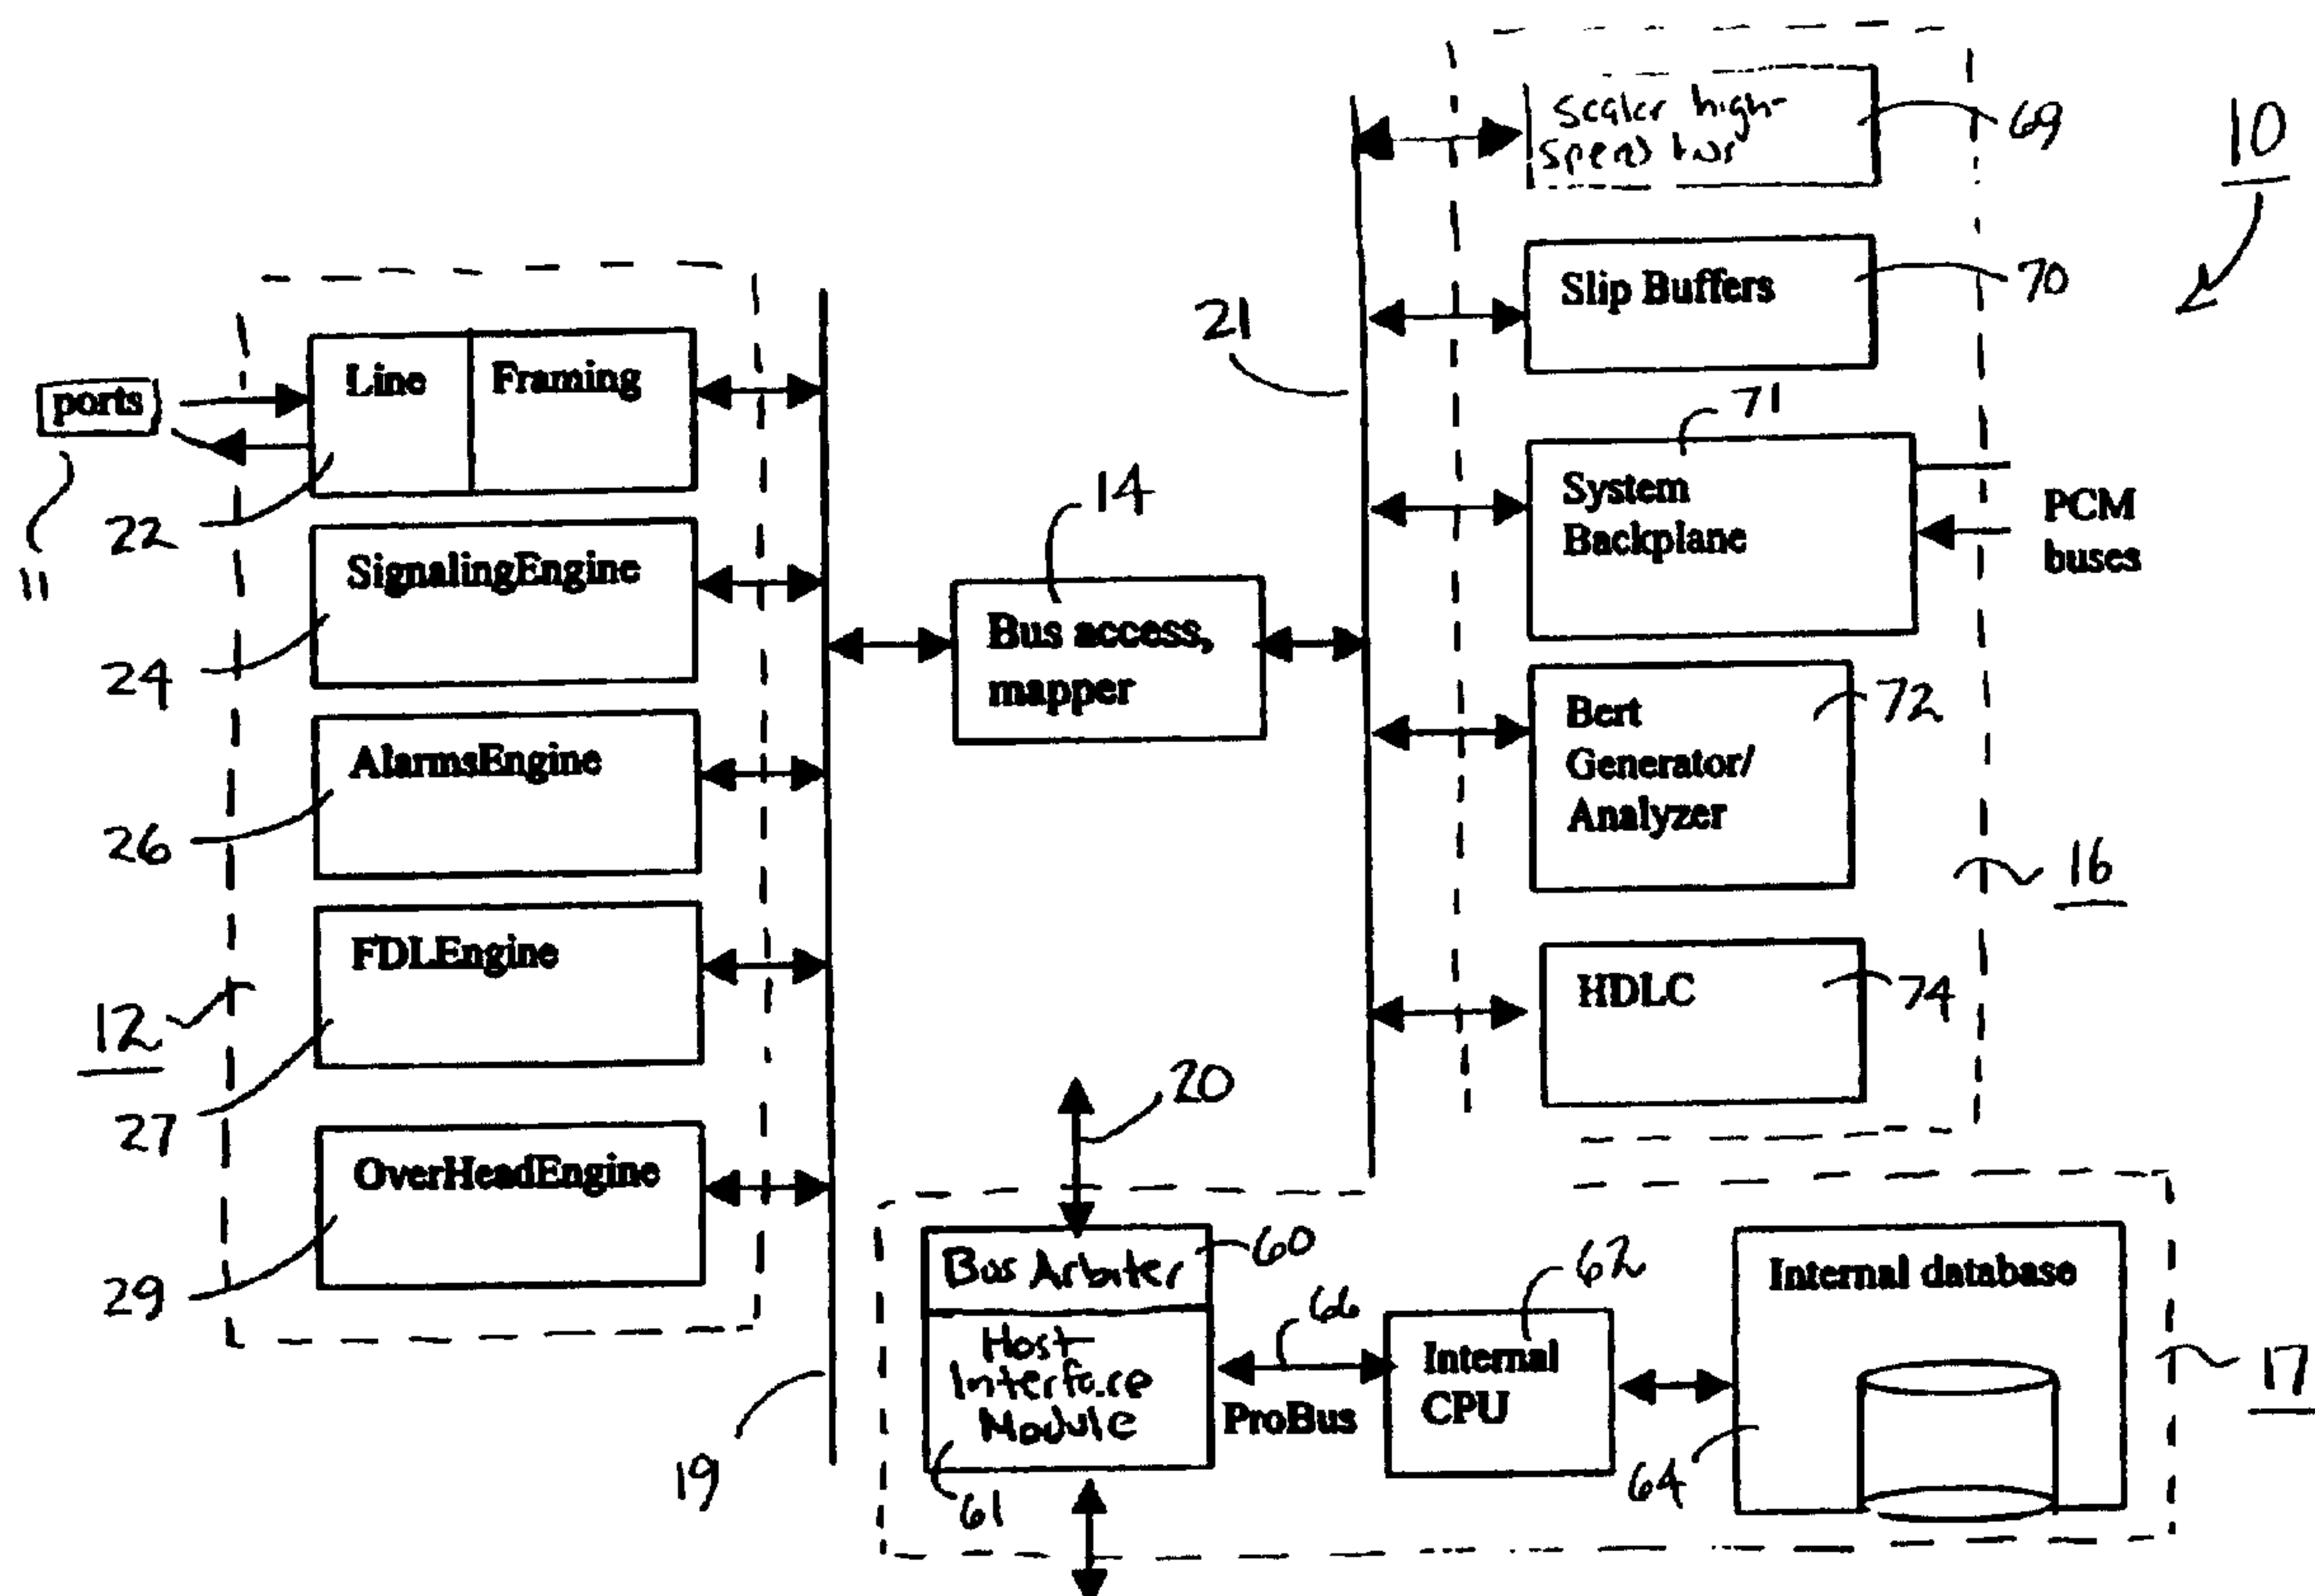 ports
11
Line
Framing
22
SignalingEngine
24
AlarmsEngine
26
FDLEngine
12
27
OverHeadEngine
29
19
14
Bus access,
mapper
21
Scaler high-
speed bus
69
10
Slip Buffers
70
71
System
Backplane
PCM
buses
Bert
Generator/
Analyzer
72
16
HDLC
74
20
Bus Arbiter
60
Host
Interface
Module
61
66
ProBus
62
Internal
CPU
Internal database
64
17